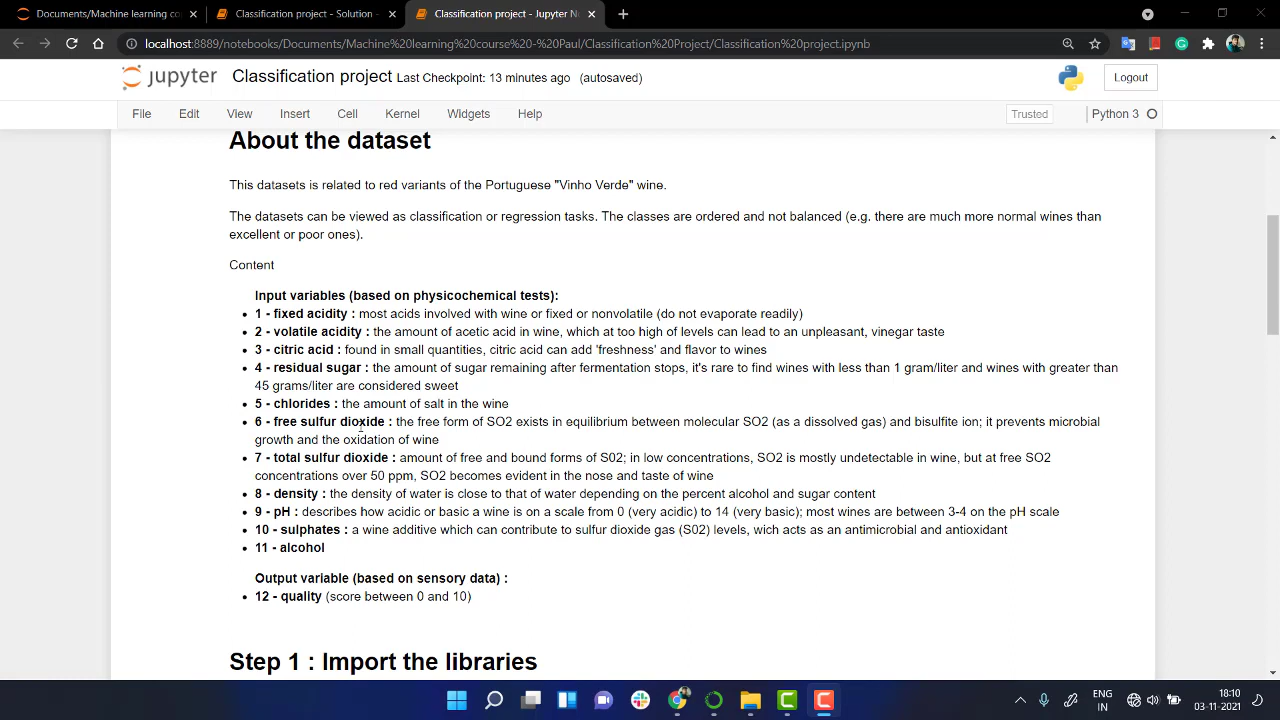 Documents/Machine learning co
Classification project - Solution -
Classification project - Jupyter N
localhost:8889/notebooks/Documents/Machine%20learning%20course%20-%20Paul/Classification%20Project/Classification%20project.ipynb
jupyter Classification project Last Checkpoint: 13 minutes ago (autosaved)
Logout
File Edit View Insert Cell Kernel Widgets Help
Trusted
Python 3
About the dataset
This datasets is related to red variants of the Portuguese "Vinho Verde" wine.
The datasets can be viewed as classification or regression tasks. The classes are ordered and not balanced (e.g. there are much more normal wines than
excellent or poor ones).
Content
Input variables (based on physicochemical tests):
• 1 - fixed acidity : most acids involved with wine or fixed or nonvolatile (do not evaporate readily)
• 2 - volatile acidity : the amount of acetic acid in wine, which at too high of levels can lead to an unpleasant, vinegar taste
• 3 - citric acid : found in small quantities, citric acid can add 'freshness' and flavor to wines
• 4 - residual sugar : the amount of sugar remaining after fermentation stops, it's rare to find wines with less than 1 gram/liter and wines with greater than
45 grams/liter are considered sweet
• 5 - chlorides : the amount of salt in the wine
• 6 - free sulfur dioxide : the free form of SO2 exists in equilibrium between molecular SO2 (as a dissolved gas) and bisulfite ion; it prevents microbial
growth and the oxidation of wine
• 7 - total sulfur dioxide : amount of free and bound forms of S02; in low concentrations, SO2 is mostly undetectable in wine, but at free SO2
concentrations over 50 ppm, SO2 becomes evident in the nose and taste of wine
• 8 - density : the density of water is close to that of water depending on the percent alcohol and sugar content
• 9 - pH : describes how acidic or basic a wine is on a scale from 0 (very acidic) to 14 (very basic); most wines are between 3-4 on the pH scale
• 10 - sulphates : a wine additive which can contribute to sulfur dioxide gas (S02) levels, wich acts as an antimicrobial and antioxidant
• 11 - alcohol
Output variable (based on sensory data) :
• 12 - quality (score between 0 and 10)
Step 1 : Import the libraries
ENG
IN
18:10
03-11-2021